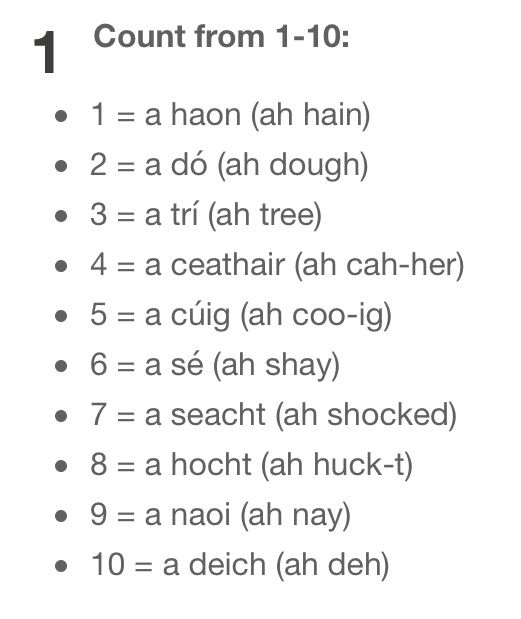 1 Count from 1-10:
• 1 = a haon (ah hain)
• 2 = a dó (ah dough)
• 3 = a trí (ah tree)
• 4 = a ceathair (ah cah-her)
• 5 = a cúig (ah coo-ig)
• 6 = a sé (ah shay)
• 7 = a seacht (ah shocked)
• 8 = a hocht (ah huck-t)
• 9 = a naoi (ah nay)
• 10 = a deich (ah deh)